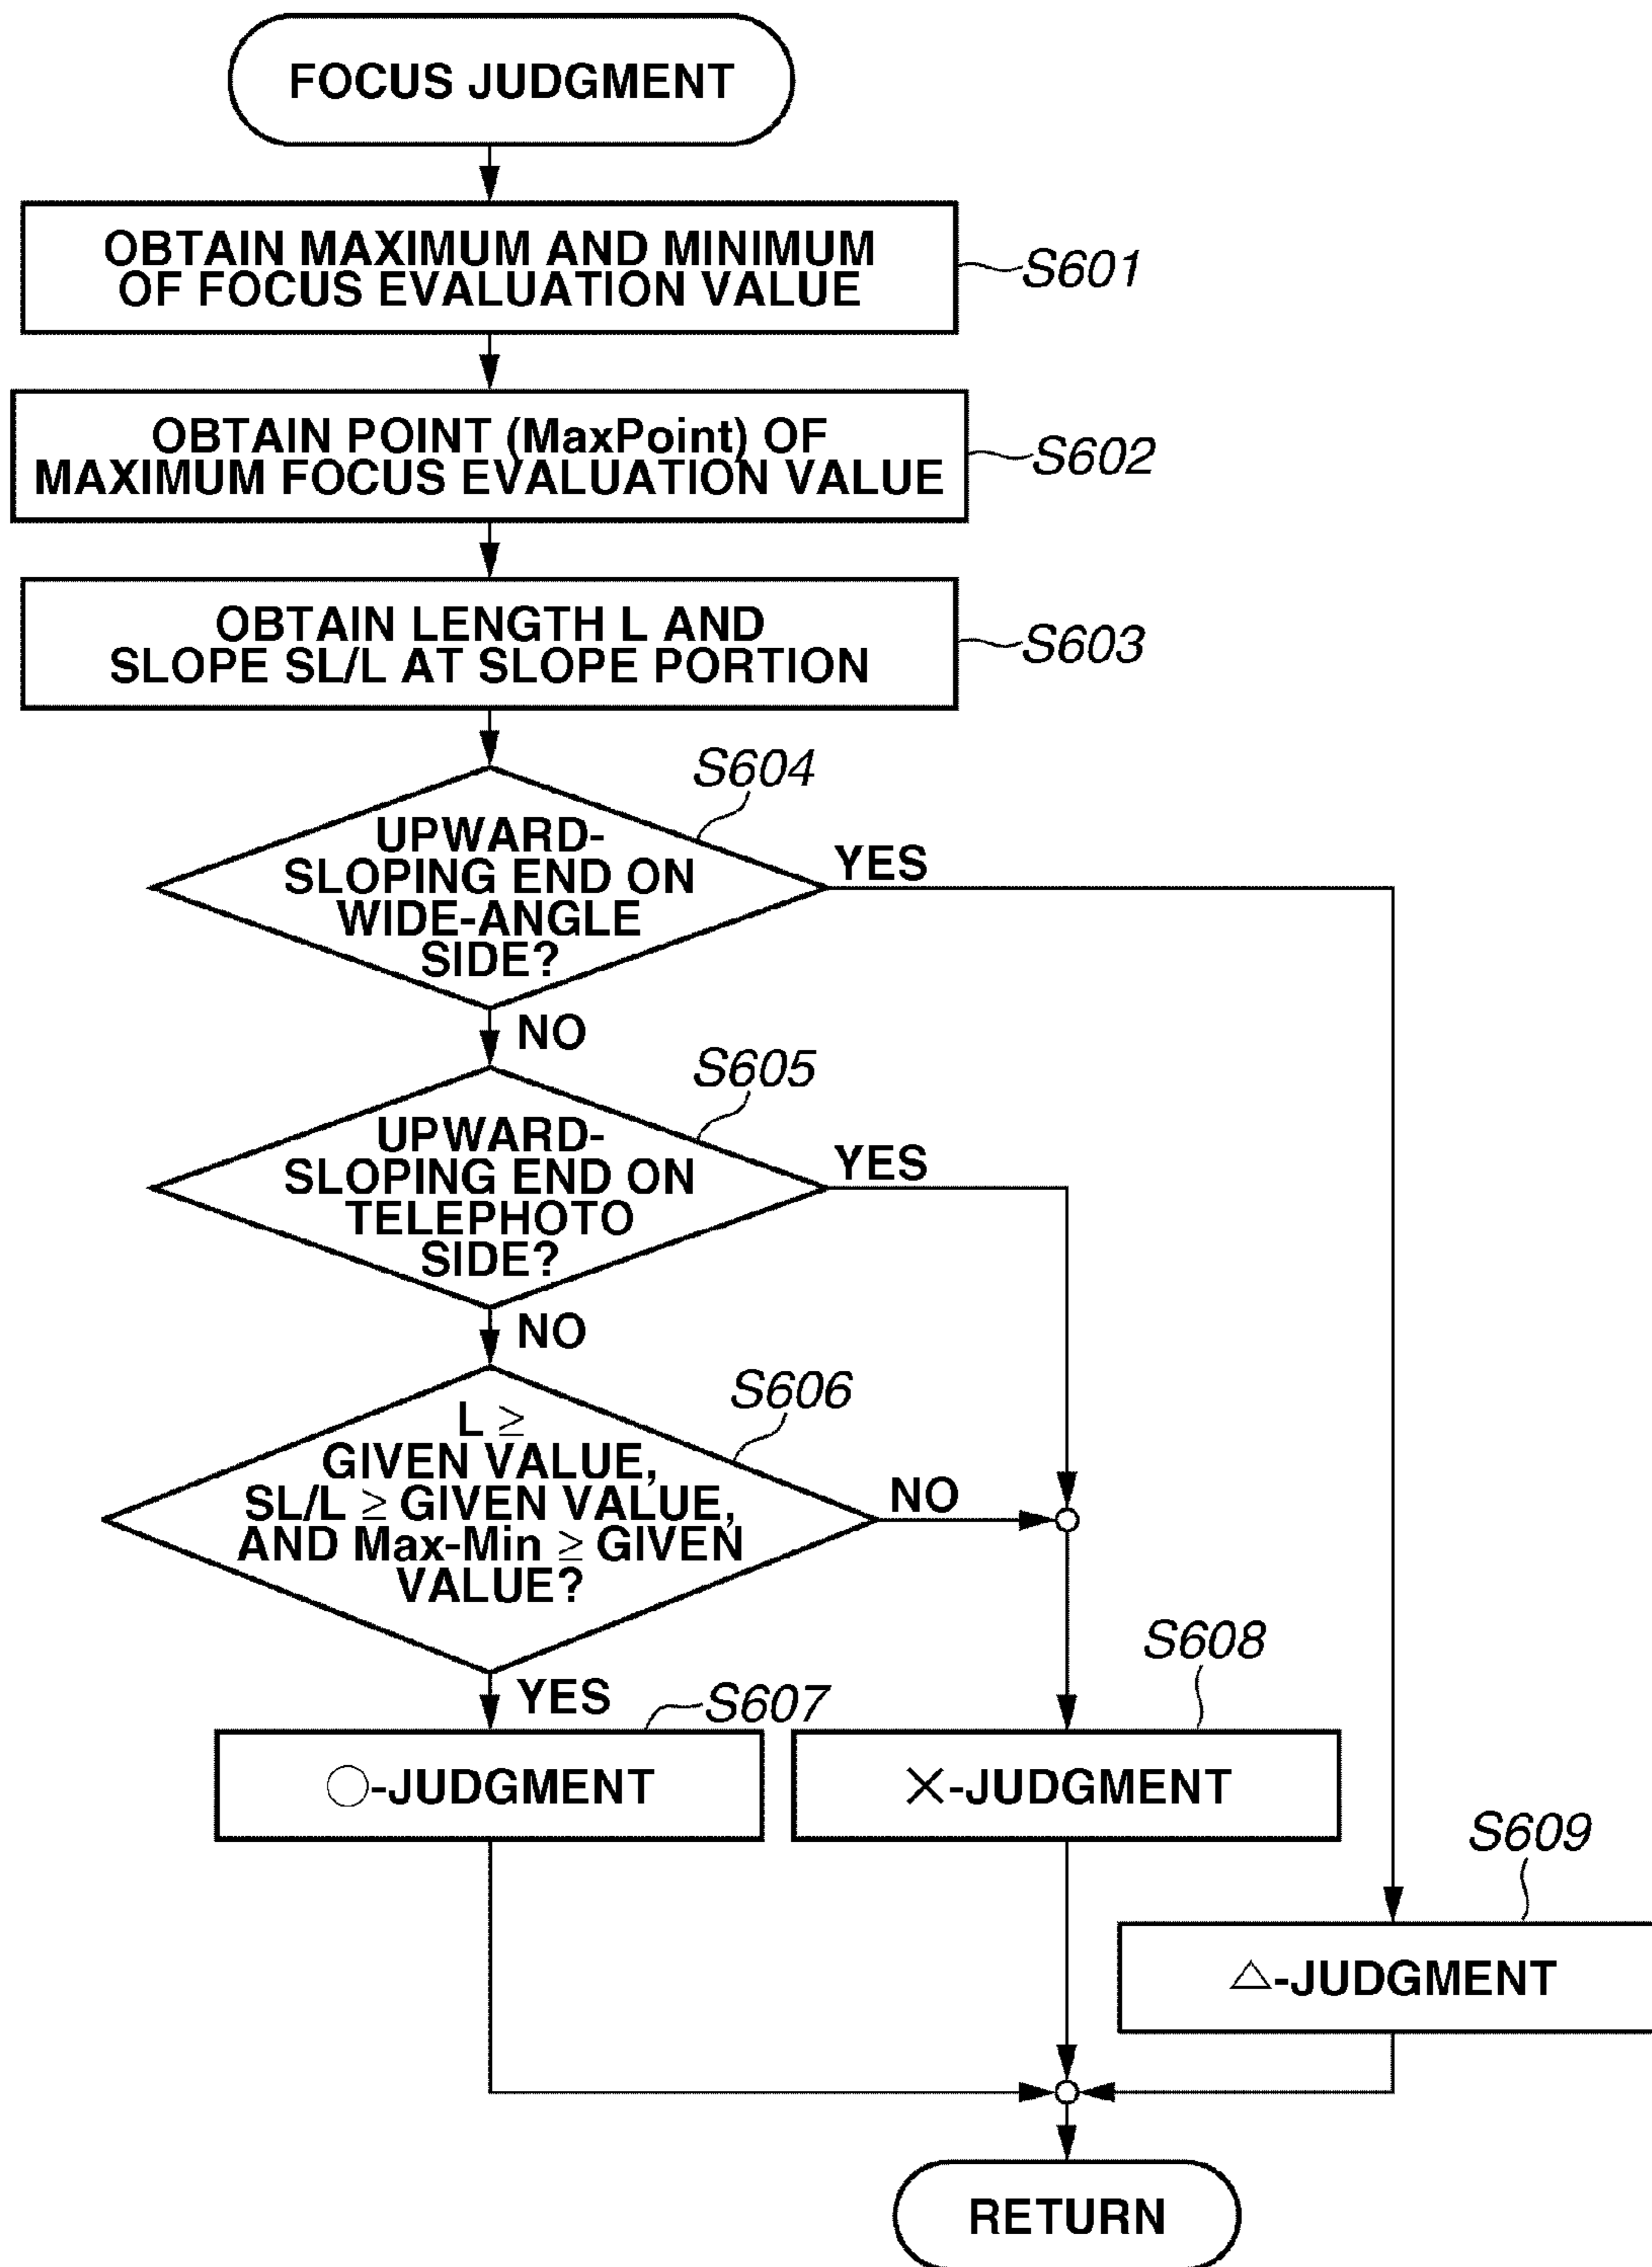 FOCUS JUDGMENT
OBTAIN MAXIMUM AND MINIMUM
OF FOCUS EVALUATION VALUE
S601
OBTAIN POINT (MaxPoint) OF
MAXIMUM FOCUS EVALUATION VALUE
S602
OBTAIN LENGTH L AND
SLOPE SL/L AT SLOPE PORTION
S603
S604
UPWARD-
SLOPING END ON
WIDE-ANGLE
SIDE?
YES
NO
S605
UPWARD-
SLOPING END ON
TELEPHOTO
SIDE?
YES
NO
S606
L ≧
GIVEN VALUE,
SL/L ≧ GIVEN VALUE,
AND Max-Min ≧ GIVEN
VALUE?
NO
YES
S607
○-JUDGMENT
S608
×-JUDGMENT
S609
△-JUDGMENT
RETURN